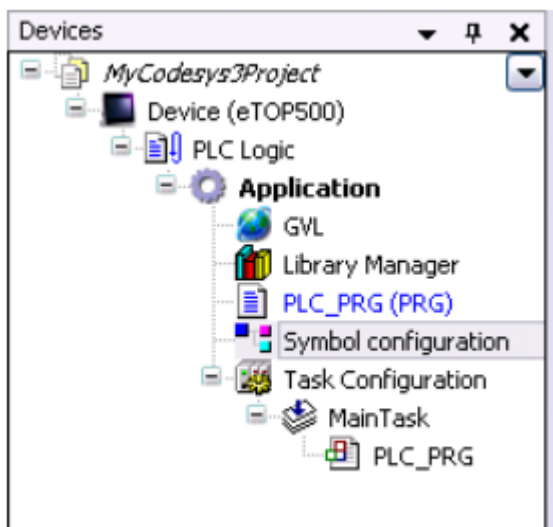 Devices
MyCodesys3Project
Device (eTOP500)
PLC Logic
Application
GVL
Library Manager
PLC_PRG (PRG)
Symbol configuration
Task Configuration
MainTask
PLC_PRG